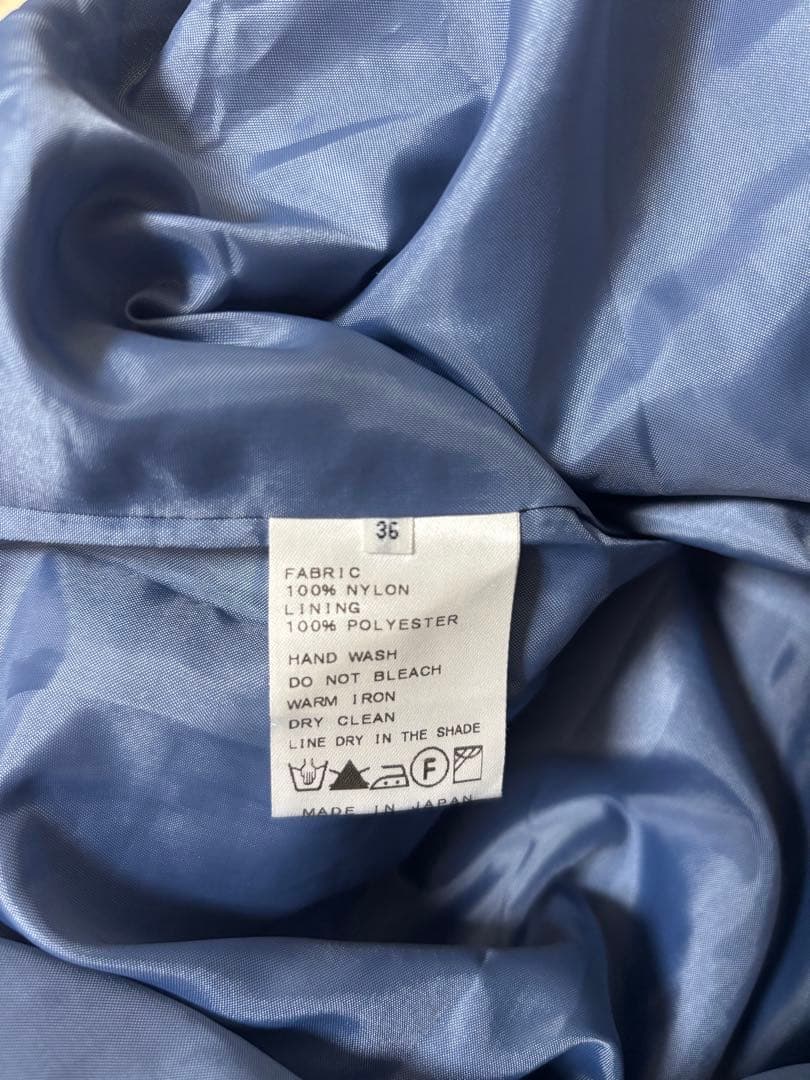 36
FABRIC
100% NYLON
LINING
100% POLYESTER
HAND WASH
DO NOT BLEACH
WARM IRON
DRY CLEAN
LINE DRY IN THE SHADE
F
MADE IN JAPAN